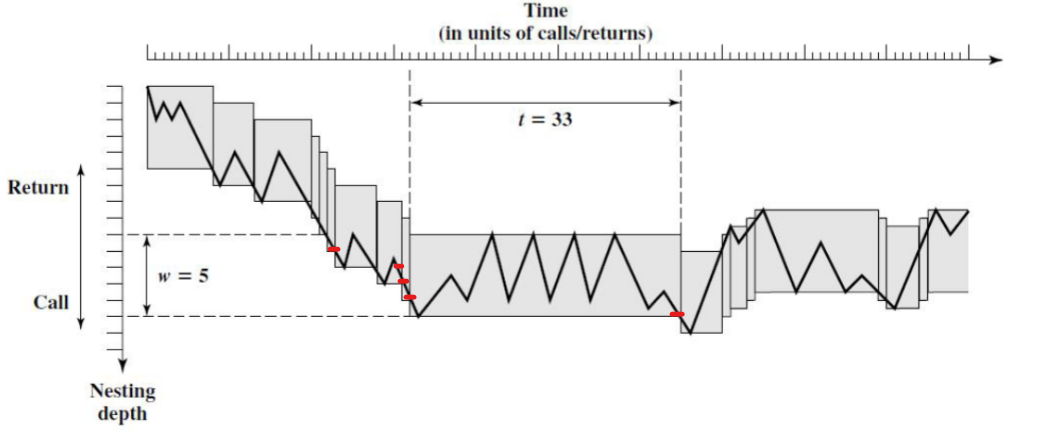 Time
(in units of calls/returns)
t = 33
Return
w = 5
Call
Nesting
depth